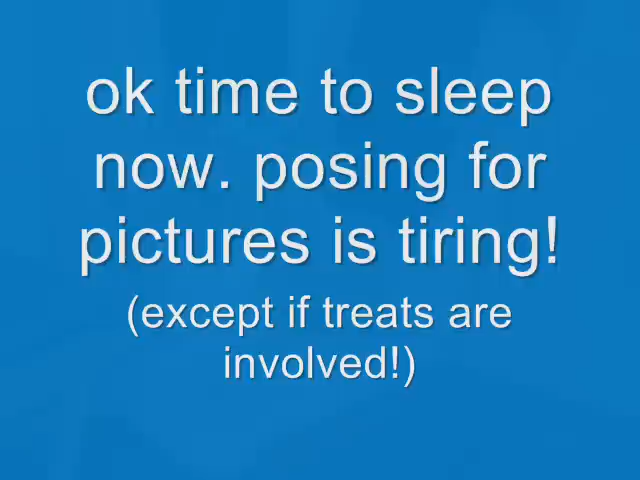 ok time to sleep
now. posing for
pictures is tiring!
(except if treats are
involved!)